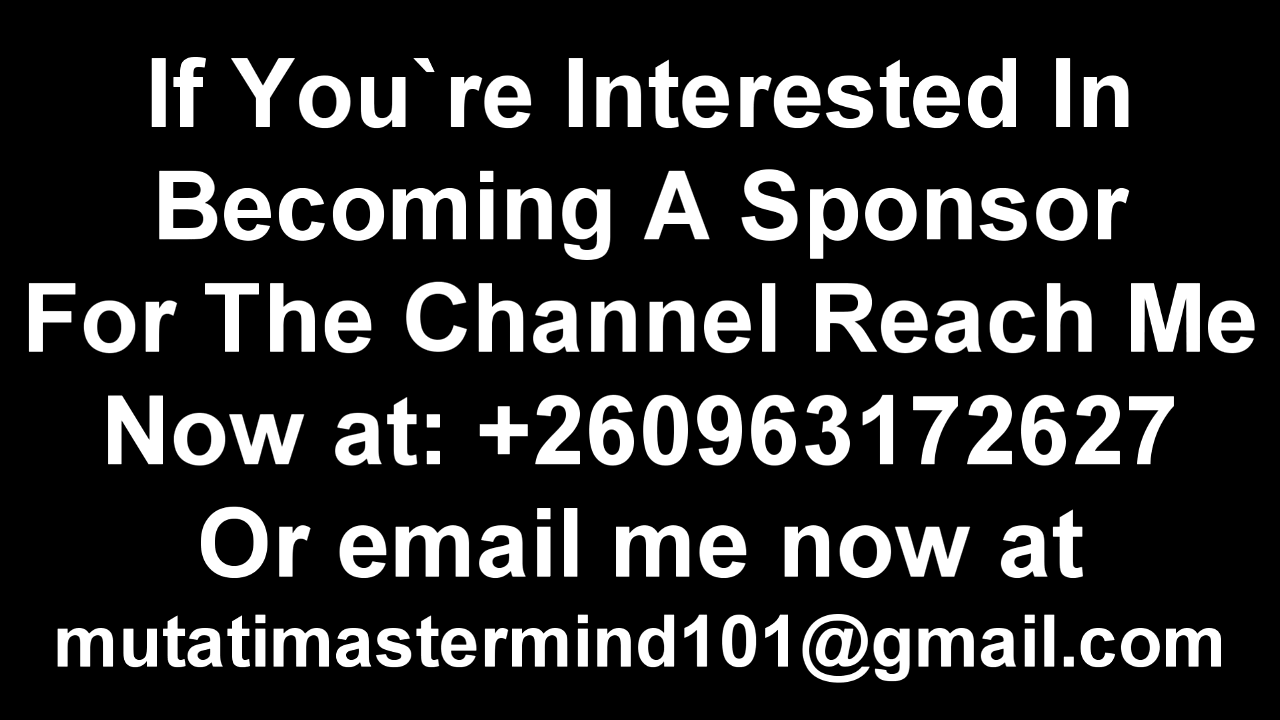 If You`re Interested In
Becoming A Sponsor
For The Channel Reach Me
Now at: +260963172627
Or email me now at
mutatimastermind101@gmail.com